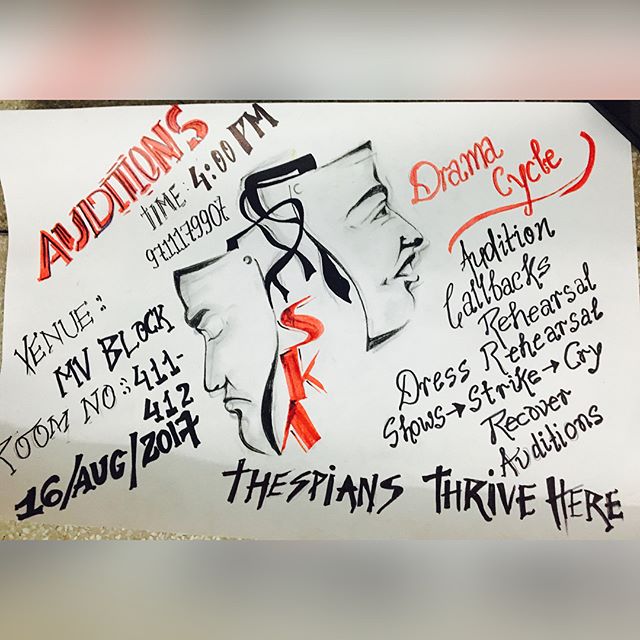 AUDITIONS
TIME: 4:00 PM
9711179907
VENUE:
MV BLOCK
ROOM NO: 411-
412
16/AUG/2017
Drama
Cycle
Audition
Callbacks
Rehearsal
Dress Rehearsal
Shows→Strike→Cry
Recover
Auditions
THESPiANS THRiVE HERE